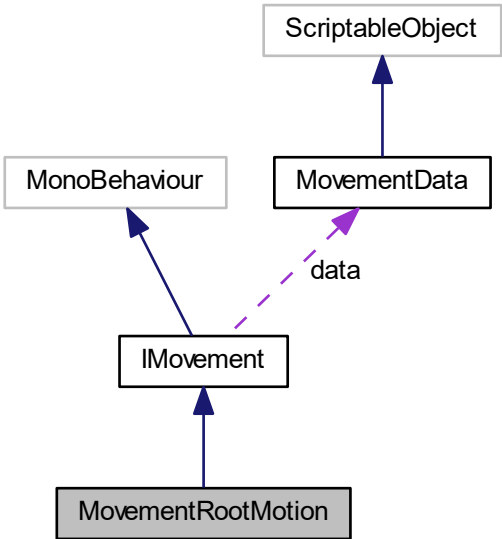 ScriptableObject
MonoBehaviour
MovementData
data
IMovement
MovementRootMotion